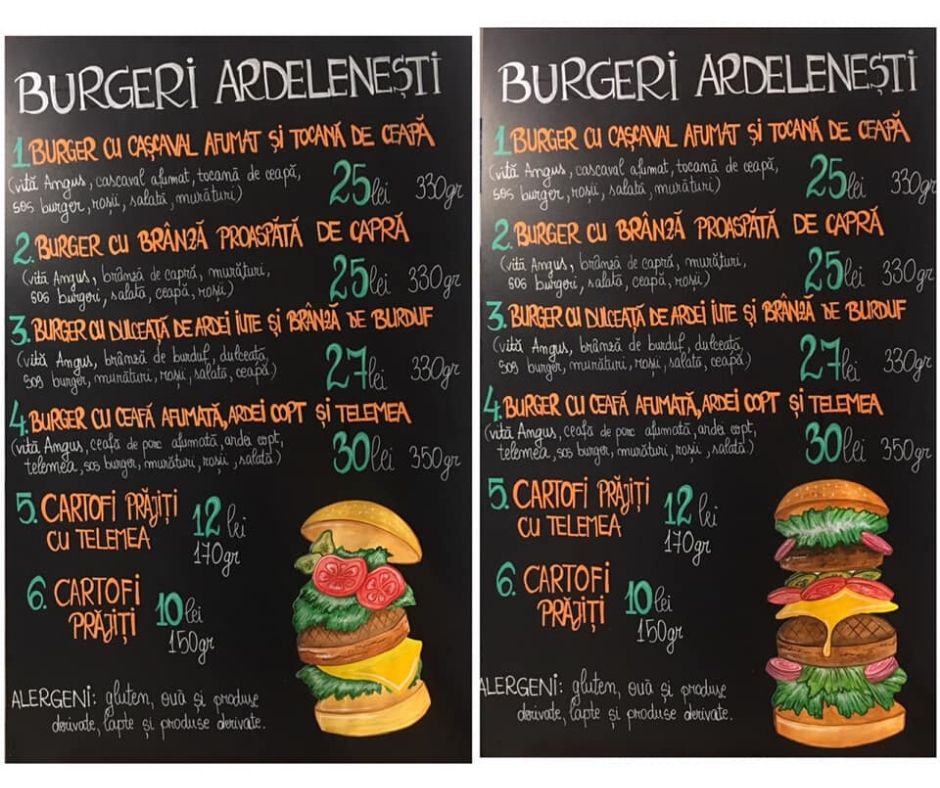 BURGERI ARDELENEȘTI
1. BURGER CU CAȘCAVAL AFUMAT ȘI TOCANĂ DE CEAPĂ
(vită Angus, cascaval afumat, tocană de ceapă,
sos burger, roșii, salată, murături)
25 lei 330gr
2. BURGER CU BRÂNZĂ PROASPĂTĂ DE CAPRĂ
(vită Angus, brânză de capră, murături,
sos burgeri, salată, ceapă, roșii)
25 lei 330gr
3. BURGER CU DULCEAȚĂ DE ARDEI IUTE ȘI BRÂNZĂ DE BURDUF
(vită Angus, brânză de burduf, dulceață,
sos burger, murături, roșii, salată, ceapă)
27 lei 330gr
4. BURGER CU CEAFĂ AFUMATĂ, ARDEI COPT ȘI TELEMEA
(vită Angus, ceafă de porc afumată, ardei copt,
telemea, sos burger, murături, roșii, salată)
30 lei 350gr
5. CARTOFI PRĂJIȚI
CU TELEMEA
12 lei
170gr
6. CARTOFI
PRĂJIȚI
10 lei
150gr
ALERGENI: gluten, ouă și produse
derivate, lapte și produse derivate.
BURGERI ARDELENEȘTI
1. BURGER CU CAȘCAVAL AFUMAT ȘI TOCANĂ DE CEAPĂ
(vită Angus, cascaval afumat, tocană de ceapă,
sos burger, roșii, salată, murături)
25 lei 330gr
2. BURGER CU BRÂNZĂ PROASPĂTĂ DE CAPRĂ
(vită Angus, brânză de capră, murături,
sos burgeri, salată, ceapă, roșii)
25 lei 330gr
3. BURGER CU DULCEAȚĂ DE ARDEI IUTE ȘI BRÂNZĂ DE BURDUF
(vită Angus, brânză de burduf, dulceață,
sos burger, murături, roșii, salată, ceapă)
27 lei 330gr
4. BURGER CU CEAFĂ AFUMATĂ, ARDEI COPT ȘI TELEMEA
(vită Angus, ceafă de porc afumată, ardei copt,
telemea, sos burger, murături, roșii, salată)
30 lei 350gr
5. CARTOFI PRĂJIȚI
CU TELEMEA
12 lei
170gr
6. CARTOFI
PRĂJIȚI
10 lei
150gr
ALERGENI: gluten, ouă și produse
derivate, lapte și produse derivate.